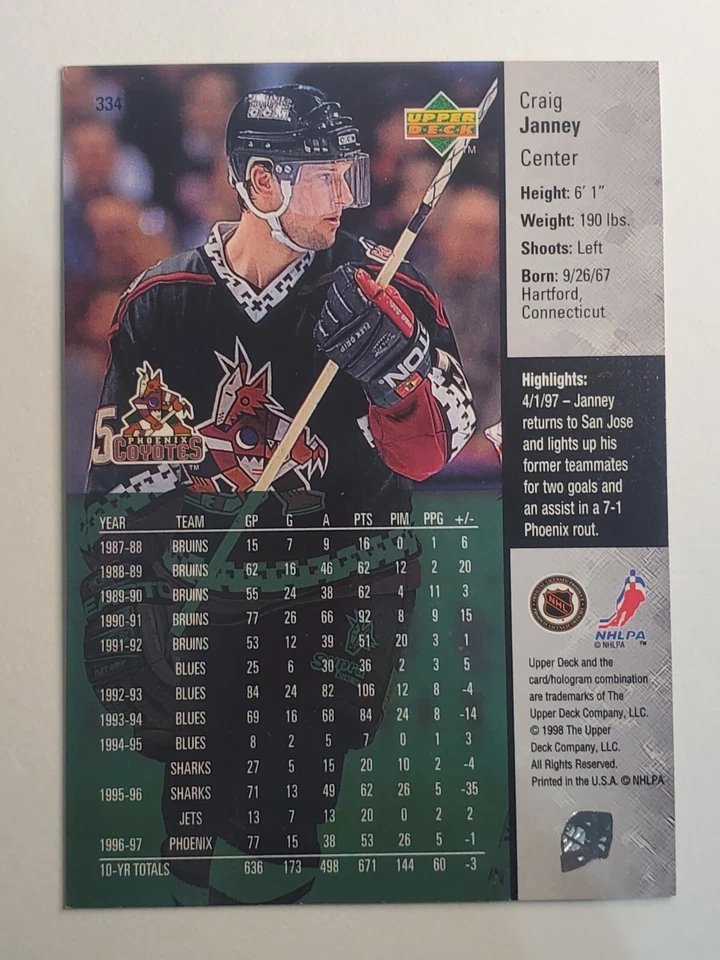 334
UPPER
D·E·C·K
TM
Craig
Janney
Center
Height: 6' 1"
Weight: 190 lbs.
Shoots: Left
Born: 9/26/67
Hartford,
Connecticut
Highlights:
4/1/97 – Janney
returns to San Jose
and lights up his
former teammates
for two goals and
an assist in a 7-1
Phoenix rout.
5
PHOENIX
COYOTES
TM
CCM
FLEX GRIP
YEAR TEAM GP G A PTS PIM PPG +/-
1987-88 BRUINS 15 7 9 16 0 1 6
1988-89 BRUINS 62 16 46 62 12 2 20
1989-90 BRUINS 55 24 38 62 4 11 3
1990-91 BRUINS 77 26 66 92 8 9 15
1991-92 BRUINS 53 12 39 51 20 3 1
BLUES 25 6 30 36 2 3 5
1992-93 BLUES 84 24 82 106 12 8 -4
1993-94 BLUES 69 16 68 84 24 8 -14
1994-95 BLUES 8 2 5 7 0 1 3
SHARKS 27 5 15 20 10 2 -4
1995-96 SHARKS 71 13 49 62 26 5 -35
JETS 13 7 13 20 0 2 2
1996-97 PHOENIX 77 15 38 53 26 5 -1
10-YR TOTALS 636 173 498 671 144 60 -3
NHL
NHLPA
TM
© NHLPA
Upper Deck and the
card/hologram combination
are trademarks of The
Upper Deck Company, LLC.
© 1998 The Upper
Deck Company, LLC.
All Rights Reserved.
Printed in the U.S.A. © NHLPA